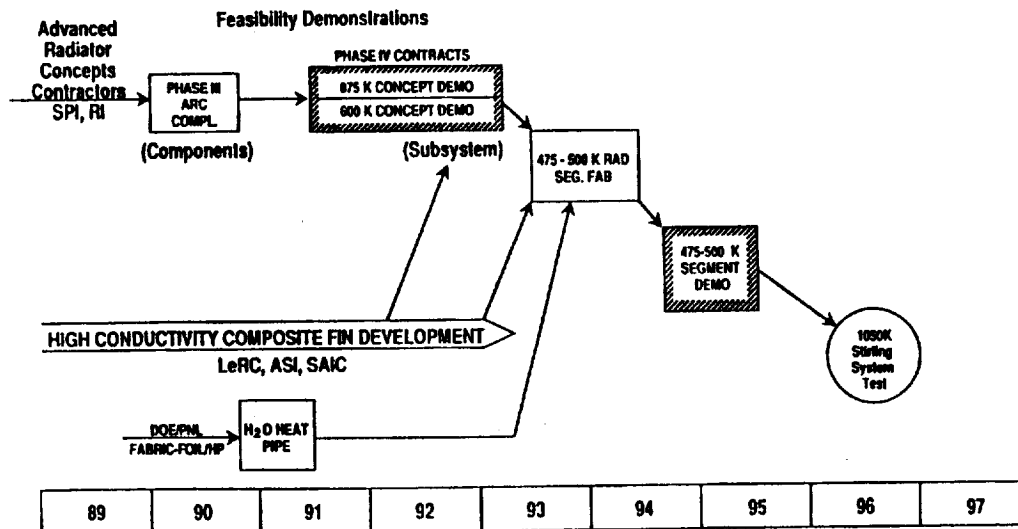 Feasibility Demonstrations
Advanced
Radiator
Concepts
Contractors
SPI, RI
PHASE III
ARC
COMPL.
(Components)
PHASE IV CONTRACTS
875 K CONCEPT DEMO
600 K CONCEPT DEMO
(Subsystem)
475 - 500 K RAD
SEG. FAB
475-500 K
SEGMENT
DEMO
1050K
Stirling
System
Test
HIGH CONDUCTIVITY COMPOSITE FIN DEVELOPMENT
LeRC, ASI, SAIC
DOE/PNL
FABRIC-FOIL/HP
H₂O HEAT
PIPE
89 90 91 92 93 94 95 96 97